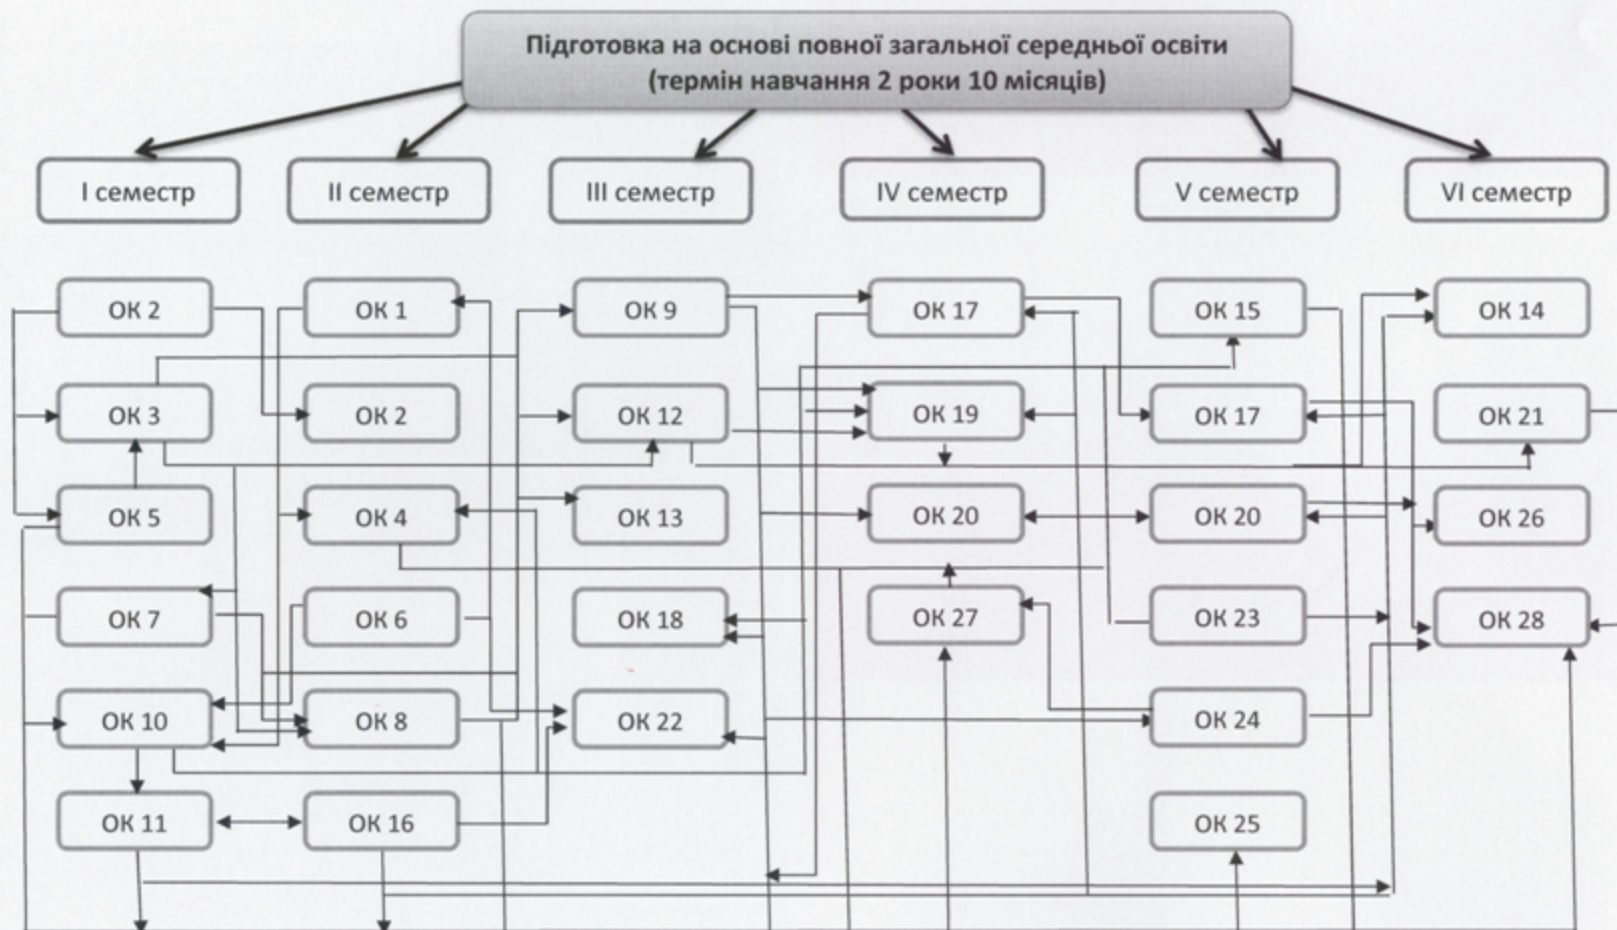 Підготовка на основі повної загальної середньої освіти
(термін навчання 2 роки 10 місяців)
І семестр
ІІ семестр
ІІІ семестр
IV семестр
V семестр
VI семестр
ОК 2
ОК 1
ОК 9
ОК 17
ОК 15
ОК 14
ОК 3
ОК 2
ОК 12
ОК 19
ОК 17
ОК 21
ОК 5
ОК 4
ОК 13
ОК 20
ОК 20
ОК 26
ОК 7
ОК 6
ОК 18
ОК 27
ОК 23
ОК 28
ОК 10
ОК 8
ОК 22
ОК 24
ОК 11
ОК 16
ОК 25